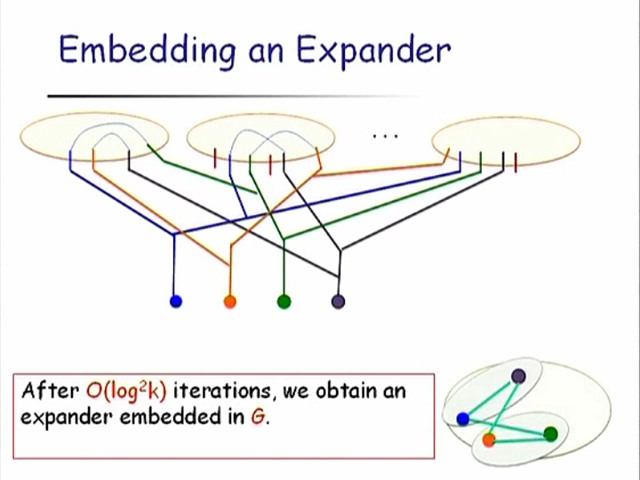 Embedding an Expander
...
After O(log²k) iterations, we obtain an
expander embedded in G.